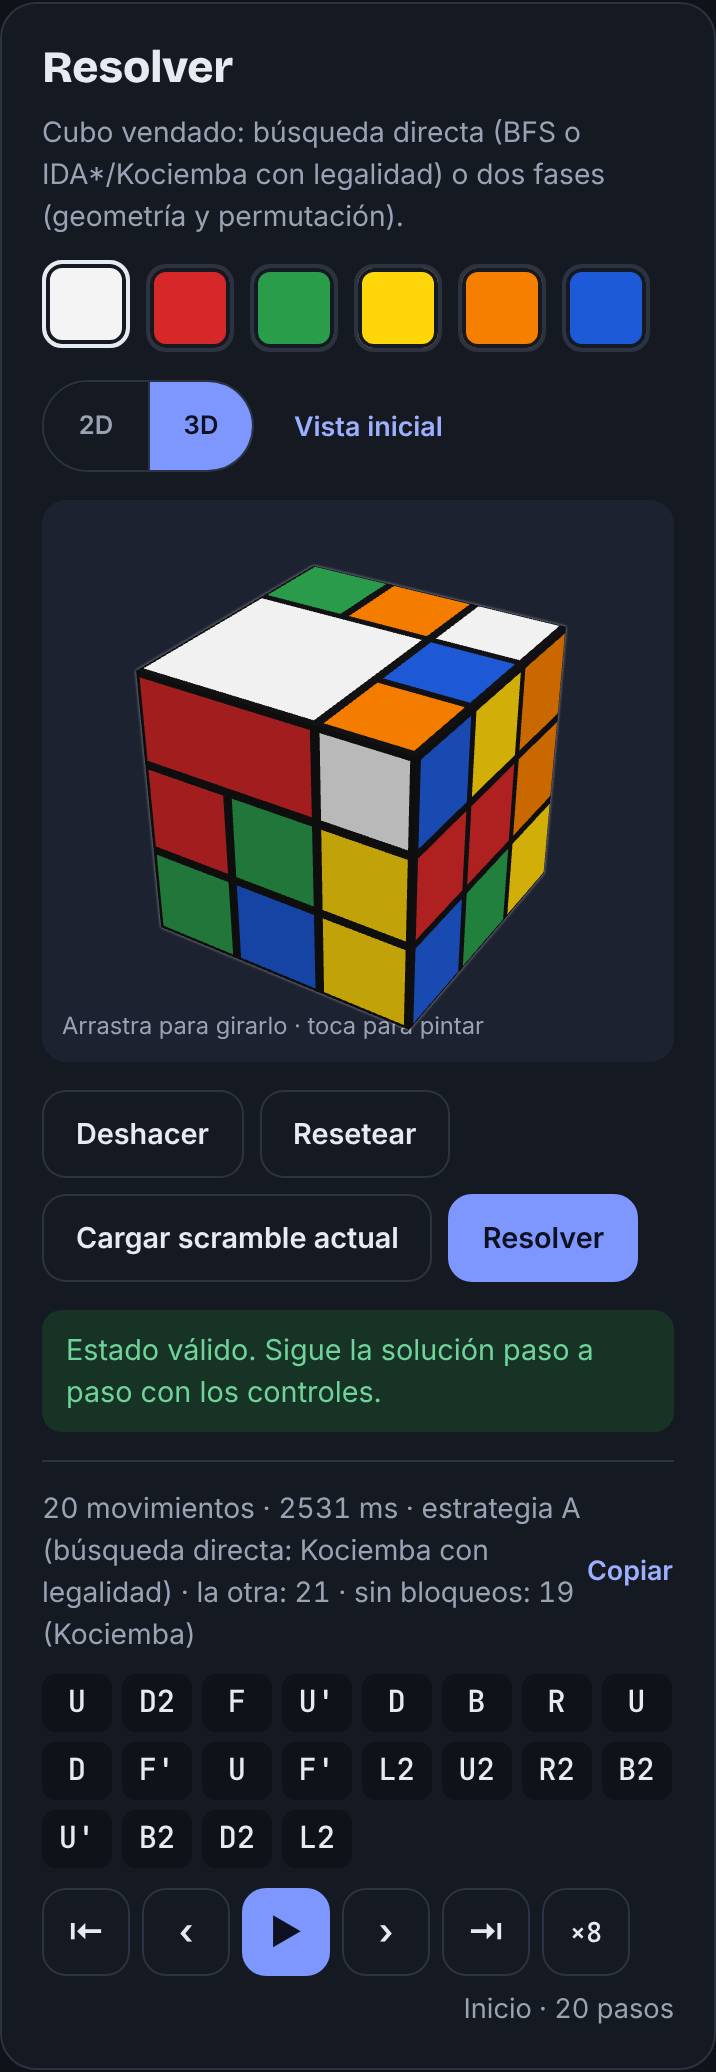 Resolver
Cubo vendado: búsqueda directa (BFS o
IDA*/Kociemba con legalidad) o dos fases
(geometría y permutación).
2D 3D Vista inicial
Arrastra para girarlo · toca para pintar
Deshacer Resetear
Cargar scramble actual Resolver
Estado válido. Sigue la solución paso a
paso con los controles.
20 movimientos · 2531 ms · estrategia A
(búsqueda directa: Kociemba con
legalidad) · la otra: 21 · sin bloqueos: 19
(Kociemba)
Copiar
U D2 F U' D B R U
D F' U F' L2 U2 R2 B2
U' B2 D2 L2
×8
Inicio · 20 pasos